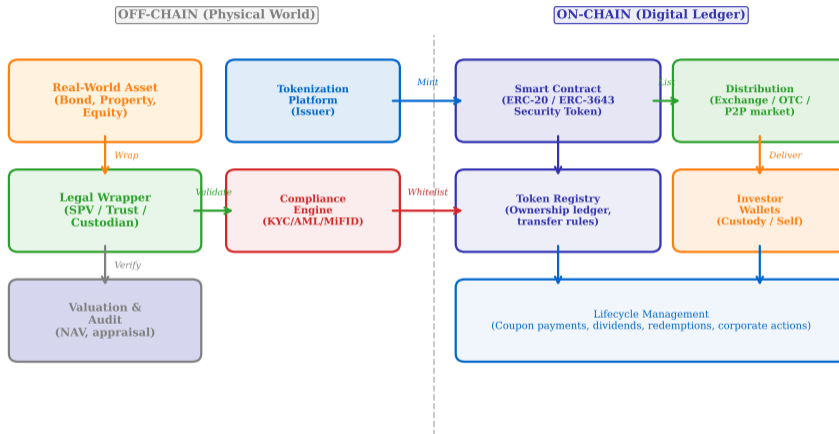 OFF-CHAIN (Physical World)
ON-CHAIN (Digital Ledger)
Real-World Asset
(Bond, Property,
Equity)
Tokenization
Platform
(Issuer)
Mint
Smart Contract
(ERC-20 / ERC-3643
Security Token)
List
Distribution
(Exchange / OTC /
P2P market)
Wrap
Deliver
Legal Wrapper
(SPV / Trust /
Custodian)
Validate
Compliance
Engine
(KYC/AML/MiFID)
Whitelist
Token Registry
(Ownership ledger,
transfer rules)
Investor
Wallets
(Custody / Self)
Verify
Valuation &
Audit
(NAV, appraisal)
Lifecycle Management
(Coupon payments, dividends, redemptions, corporate actions)